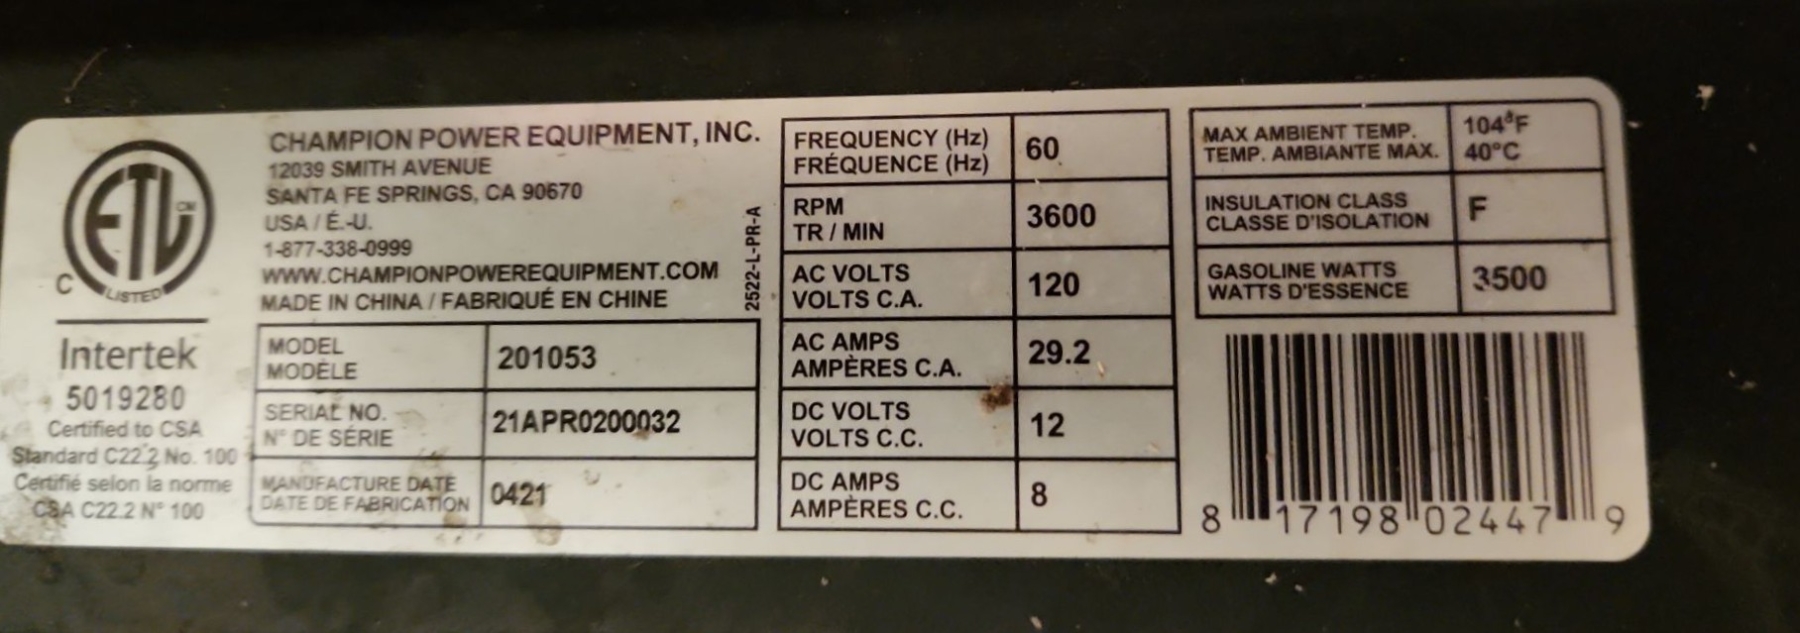 ETL CM
C LISTED
Intertek
5019280
Certified to CSA
Standard C22.2 No. 100
Certifié selon la norme
CSA C22.2 N° 100
CHAMPION POWER EQUIPMENT, INC.
12039 SMITH AVENUE
SANTA FE SPRINGS, CA 90670
USA / É.-U.
1-877-338-0999
WWW.CHAMPIONPOWEREQUIPMENT.COM
MADE IN CHINA / FABRIQUÉ EN CHINE
2522-L-PR-A
MODEL
MODÈLE
201053
SERIAL NO.
N° DE SÉRIE
21APR0200032
MANUFACTURE DATE
DATE DE FABRICATION
0421
FREQUENCY (Hz)
FRÉQUENCE (Hz)
60
RPM
TR / MIN
3600
AC VOLTS
VOLTS C.A.
120
AC AMPS
AMPÈRES C.A.
29.2
DC VOLTS
VOLTS C.C.
12
DC AMPS
AMPÈRES C.C.
8
MAX AMBIENT TEMP.
TEMP. AMBIANTE MAX.
104°F
40°C
INSULATION CLASS
CLASSE D'ISOLATION
F
GASOLINE WATTS
WATTS D'ESSENCE
3500
8 17198 02447 9